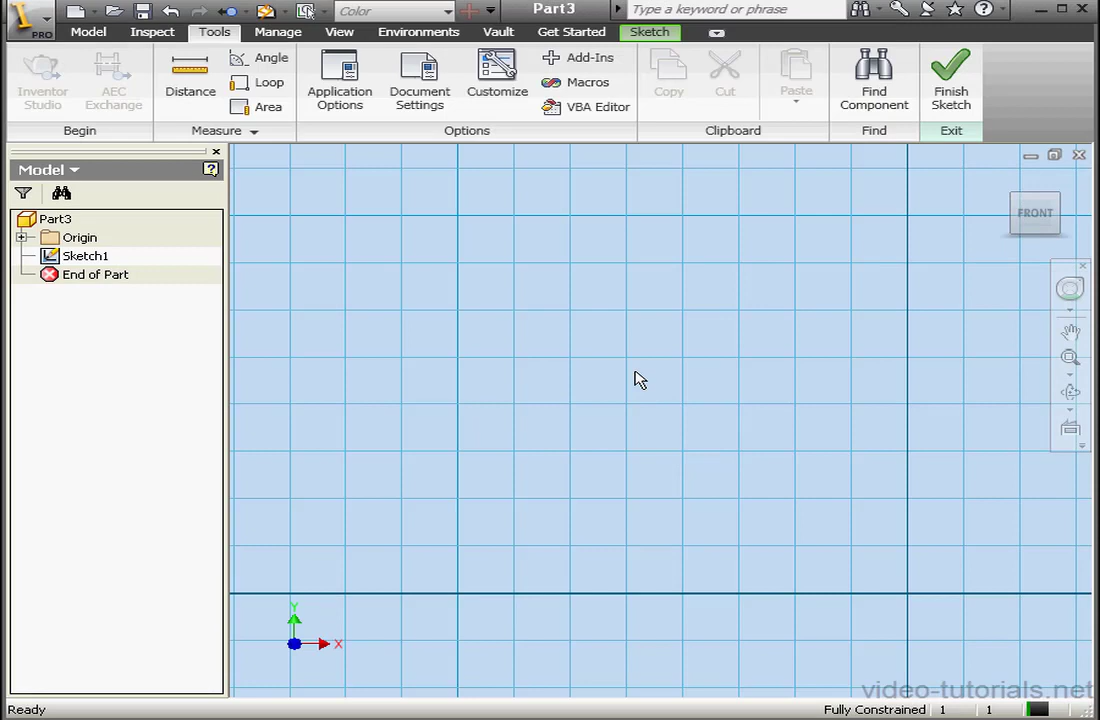 PRO
Color
Part3
Type a keyword or phrase
Model Inspect Tools Manage View Environments Vault Get Started Sketch
Inventor Studio
AEC Exchange
Begin
Distance
Angle
Loop
Area
Measure
Application Options
Document Settings
Customize
Add-Ins
Macros
VBA Editor
Options
Copy
Cut
Paste
Clipboard
Find Component
Find
Finish Sketch
Exit
Model
Part3
Origin
Sketch1
End of Part
FRONT
Y
X
video-tutorials.net
Ready
Fully Constrained 1 1